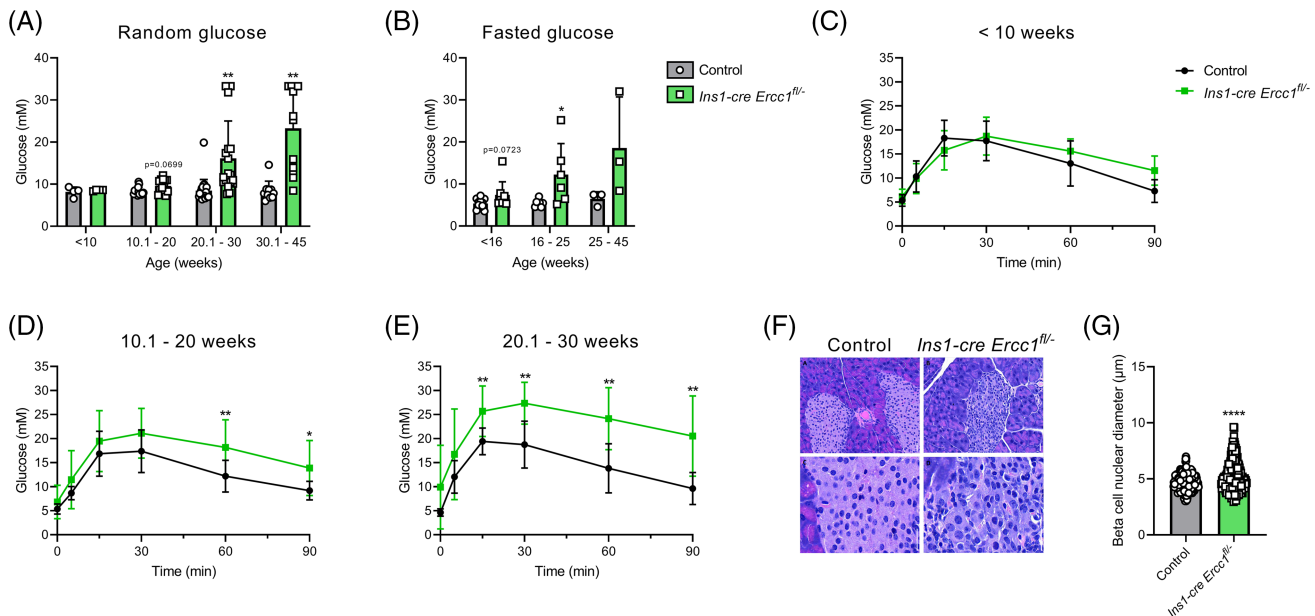 (A)
Random glucose
Glucose (mM)
40
30
20
10
0
p=0.0699
**
**
<10
10.1 - 20
20.1 - 30
30.1 - 45
Age (weeks)
(B)
Fasted glucose
Glucose (mM)
40
30
20
10
0
p=0.0723
*
<16
16 - 25
25 - 45
Age (weeks)
Control
Ins1-cre Ercc1fl/-
(C)
< 10 weeks
Glucose (mM)
35
30
25
20
15
10
5
0
0
30
60
90
Time (min)
Control
Ins1-cre Ercc1fl/-
(D)
10.1 - 20 weeks
Glucose (mM)
35
30
25
20
15
10
5
0
**
*
0
30
60
90
Time (min)
(E)
20.1 - 30 weeks
Glucose (mM)
35
30
25
20
15
10
5
0
**
**
**
**
0
30
60
90
Time (min)
(F)
Control
Ins1-cre Ercc1fl/-
(G)
Beta cell nuclear diameter (μm)
15
10
5
0
****
Control
Ins1-cre Ercc1fl/-